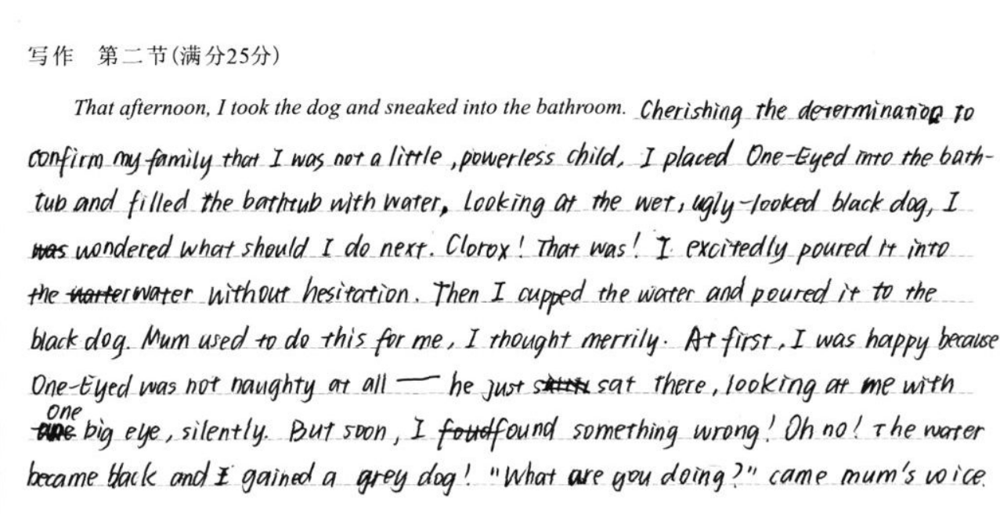 写作 第二节(满分25分)
That afternoon, I took the dog and sneaked into the bathroom. Cherishing the determination to
confirm my family that I was not a little, powerless child, I placed One-Eyed into the bath-
tub and filled the bathtub with water, looking at the wet, ugly-looked black dog, I
was wondered what should I do next. Clorox! That was! I excitedly poured it into
the water without hesitation. Then I cupped the water and poured it to the
black dog. Mum used to do this for me, I thought merrily. At first, I was happy because
One-Eyed was not naughty at all — he just sat there, looking at me with
one
big eye, silently. But soon, I foud found something wrong! Oh no! The water
became black and I gained a grey dog! "What are you doing?" came mum's voice.